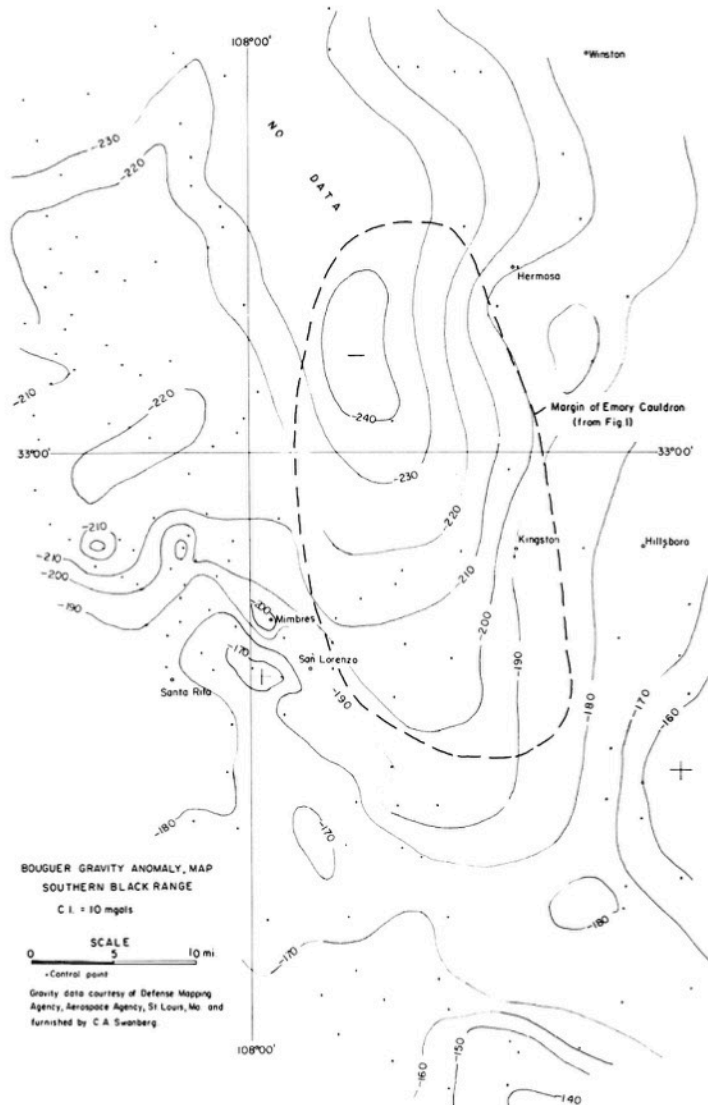 108°00'
Winston
NO
DATA
-230
-220
Hermosa
-210
-220
-240
Margin of Emory Cauldron
(from Fig.1)
33°00'
33°00'
-230
-220
-210
-210
-200
-190
Kingston
Hillsboro
-210
-200
-200
Mimbres
-190
-170
San Lorenzo
Santa Rita
-190
-180
-170
-160
-180
-170
BOUGUER GRAVITY ANOMALY, MAP
SOUTHERN BLACK RANGE
C.I. = 10 mgals
-180
SCALE
0 5 10 mi.
•Control point
-170
Gravity data courtesy of Defense Mapping
Agency, Aerospace Agency, St Louis, Mo. and
furnished by C.A. Swanberg.
108°00'
-160
-150
-140